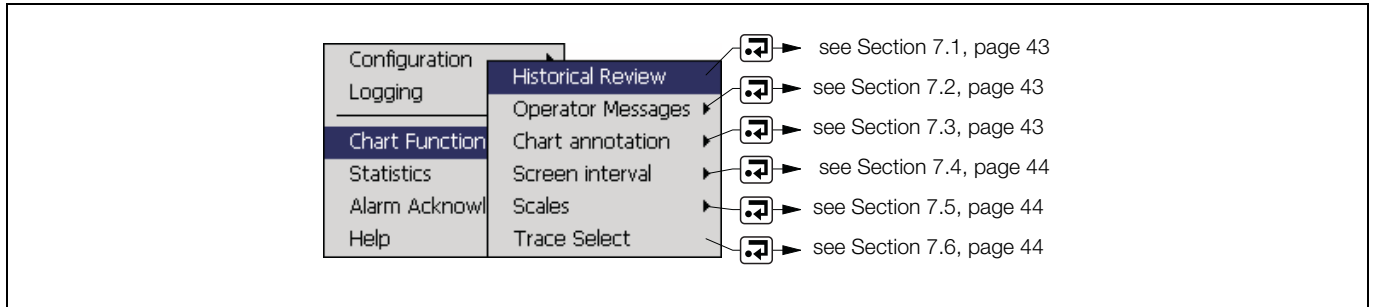 Configuration
Logging
Chart Function
Statistics
Alarm Acknowl
Help
Historical Review
Operator Messages
Chart annotation
Screen interval
Scales
Trace Select
see Section 7.1, page 43
see Section 7.2, page 43
see Section 7.3, page 43
see Section 7.4, page 44
see Section 7.5, page 44
see Section 7.6, page 44